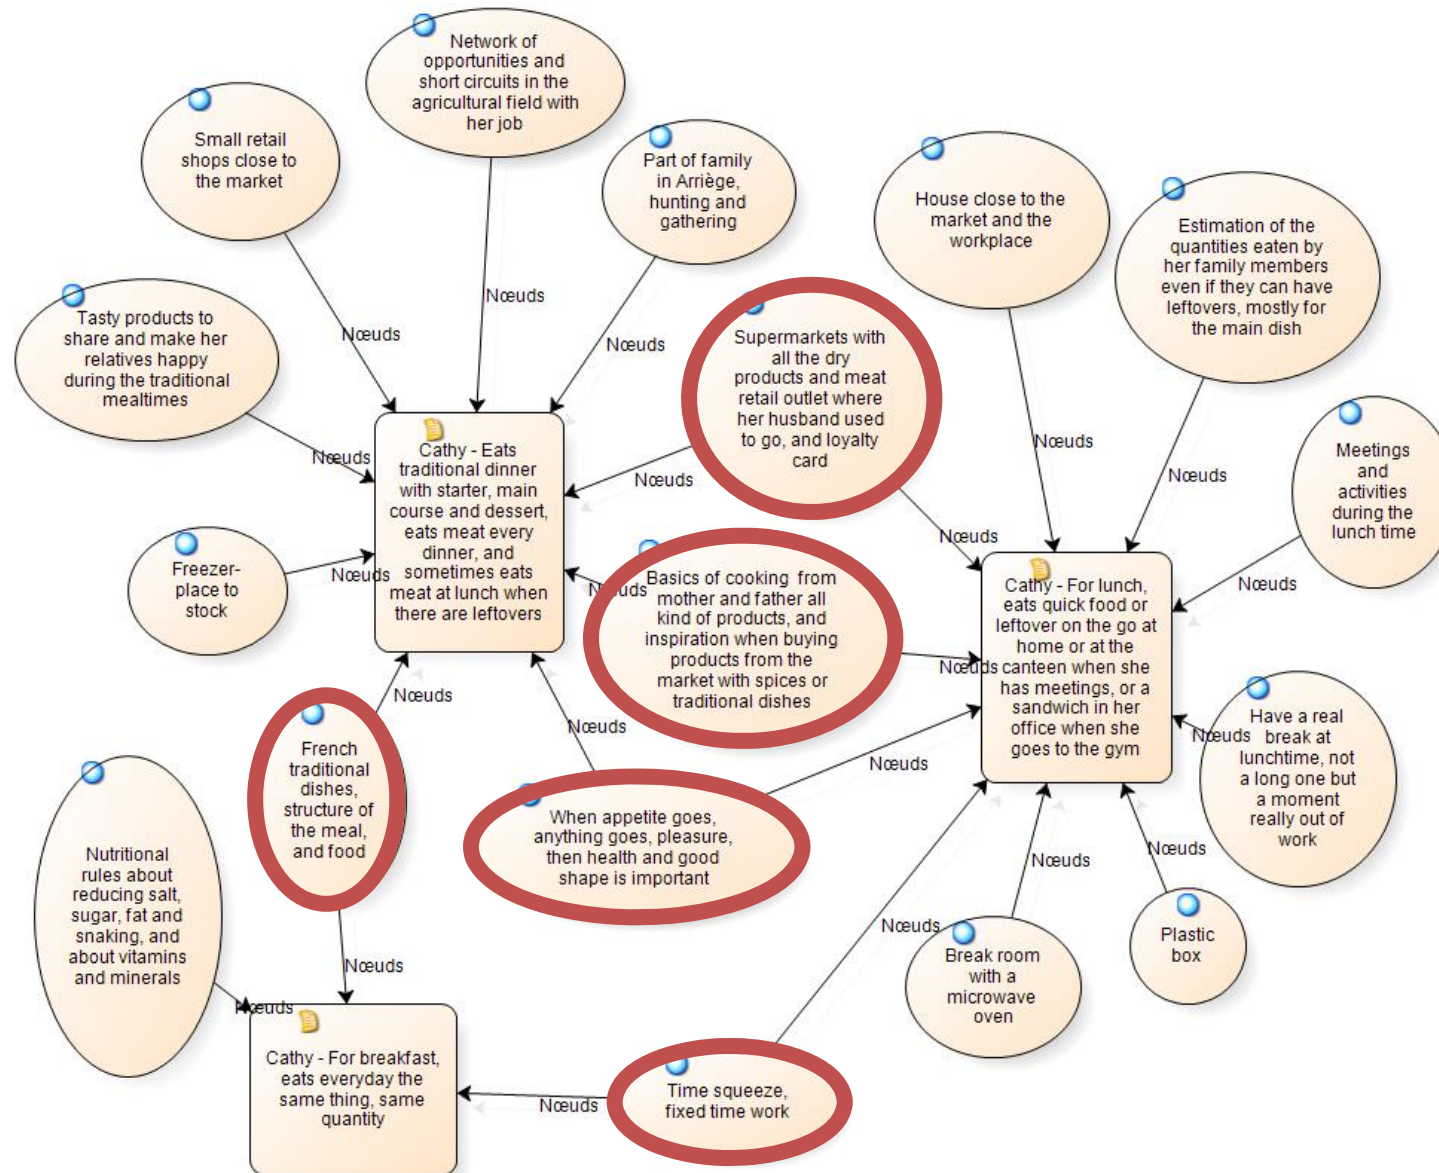 Network of
opportunities and
short circuits in the
agricultural field with
her job
Small retail
shops close to
the market
Part of family
in Arriège,
hunting and
gathering
House close to the
market and the
workplace
Estimation of the
quantities eaten by
her family members
even if they can have
leftovers, mostly for
the main dish
Tasty products to
share and make her
relatives happy
during the traditional
mealtimes
Nœuds
Nœuds
Nœuds
Nœuds
Nœuds
Supermarkets with
all the dry
products and meat
retail outlet where
her husband used
to go, and loyalty
card
Meetings
and
activities
during the
lunch time
Nœuds
Nœuds
Nœuds
Cathy - Eats
traditional dinner
with starter, main
course and dessert,
eats meat every
dinner, and
sometimes eats
meat at lunch when
there are leftovers
Freezer-
place to
stock
Nœuds
Nœuds
Nœuds
Basics of cooking from
mother and father all
kind of products, and
inspiration when buying
products from the
market with spices or
traditional dishes
Nœuds
Nœuds
Cathy - For lunch,
eats quick food or
leftover on the go at
home or at the
canteen when she
has meetings, or a
sandwich in her
office when she
goes to the gym
Nœuds
Have a real
break at
lunchtime, not
a long one but
a moment
really out of
work
Nœuds
Nœuds
Nœuds
French
traditional
dishes,
structure of
the meal,
and food
When appetite goes,
anything goes, pleasure,
then health and good
shape is important
Nutritional
rules about
reducing salt,
sugar, fat and
snaking, and
about vitamins
and minerals
Nœuds
Nœuds
Nœuds
Break room
with a
microwave
oven
Plastic
box
Nœuds
Nœuds
Cathy - For breakfast,
eats everyday the
same thing, same
quantity
Nœuds
Time squeeze,
fixed time work